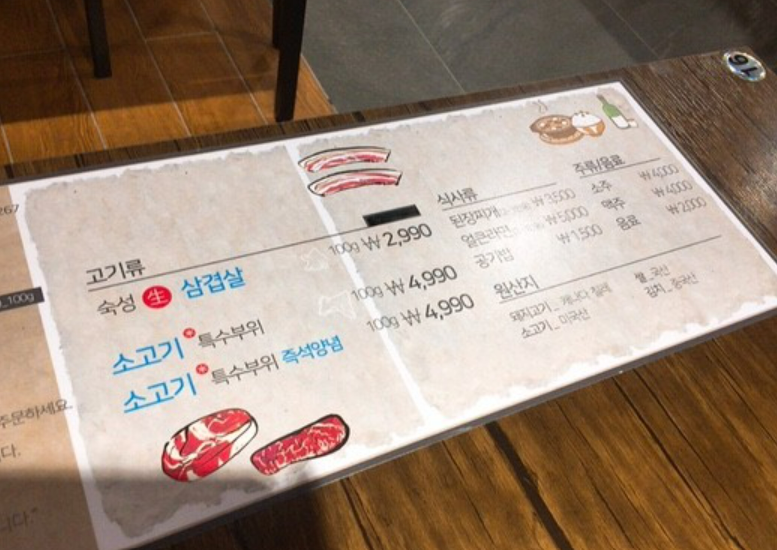 267
_100g
주문하세요.
니다."
고기류
숙성 生 삼겹살 100g ₩ 2,990
소고기 * 특수부위 100g ₩ 4,990
소고기 * 특수부위 즉석양념 100g ₩ 4,990
식사류
된장찌개 ₩3,500
얼큰라면 ₩5,000
공기밥 ₩1,500
주류/음료
소주 ₩4,000
맥주 ₩4,000
음료 ₩2,000
원산지
돼지고기_ 캐나다 칠레 쌀_ 국산
소고기_ 미국산 김치_ 중국산
16